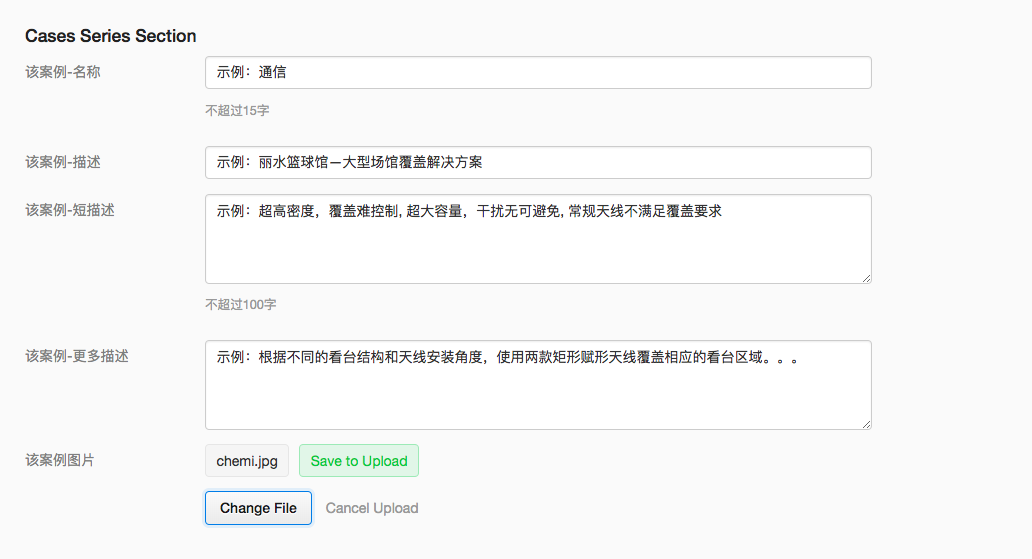 Cases Series Section
该案例-名称
示例：通信
不超过15字
该案例-描述
示例：丽水篮球馆－大型场馆覆盖解决方案
该案例-短描述
示例：超高密度，覆盖难控制, 超大容量，干扰无可避免, 常规天线不满足覆盖要求
不超过100字
该案例-更多描述
示例：根据不同的看台结构和天线安装角度，使用两款矩形赋形天线覆盖相应的看台区域。。。
该案例图片
chemi.jpg Save to Upload
Change File Cancel Upload